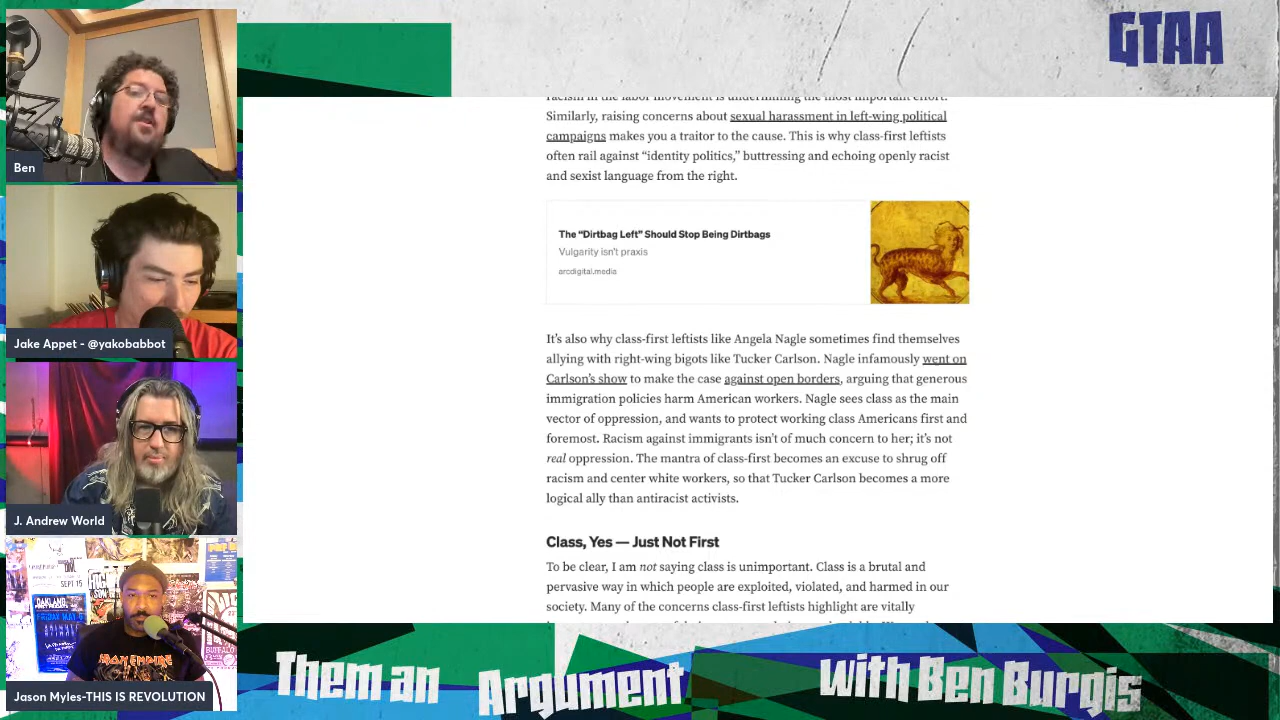 GTAA
racism in the labor movement is undermining the most important effort.
Similarly, raising concerns about sexual harassment in left-wing political
campaigns makes you a traitor to the cause. This is why class-first leftists
often rail against “identity politics,” buttressing and echoing openly racist
and sexist language from the right.
The “Dirtbag Left” Should Stop Being Dirtbags
Vulgarity isn't praxis
arcdigital.media
It’s also why class-first leftists like Angela Nagle sometimes find themselves
allying with right-wing bigots like Tucker Carlson. Nagle infamously went on
Carlson’s show to make the case against open borders, arguing that generous
immigration policies harm American workers. Nagle sees class as the main
vector of oppression, and wants to protect working class Americans first and
foremost. Racism against immigrants isn’t of much concern to her; it’s not
real oppression. The mantra of class-first becomes an excuse to shrug off
racism and center white workers, so that Tucker Carlson becomes a more
logical ally than antiracist activists.
Class, Yes — Just Not First
To be clear, I am not saying class is unimportant. Class is a brutal and
pervasive way in which people are exploited, violated, and harmed in our
society. Many of the concerns class-first leftists highlight are vitally
Ben
Jake Appet - @yakobabbot
J. Andrew World
SEPT 15
OAKLAND
FRIDAY MAY
BUFFALO
Jason Myles-THIS IS REVOLUTION
Them an Argument with Ben Burgis